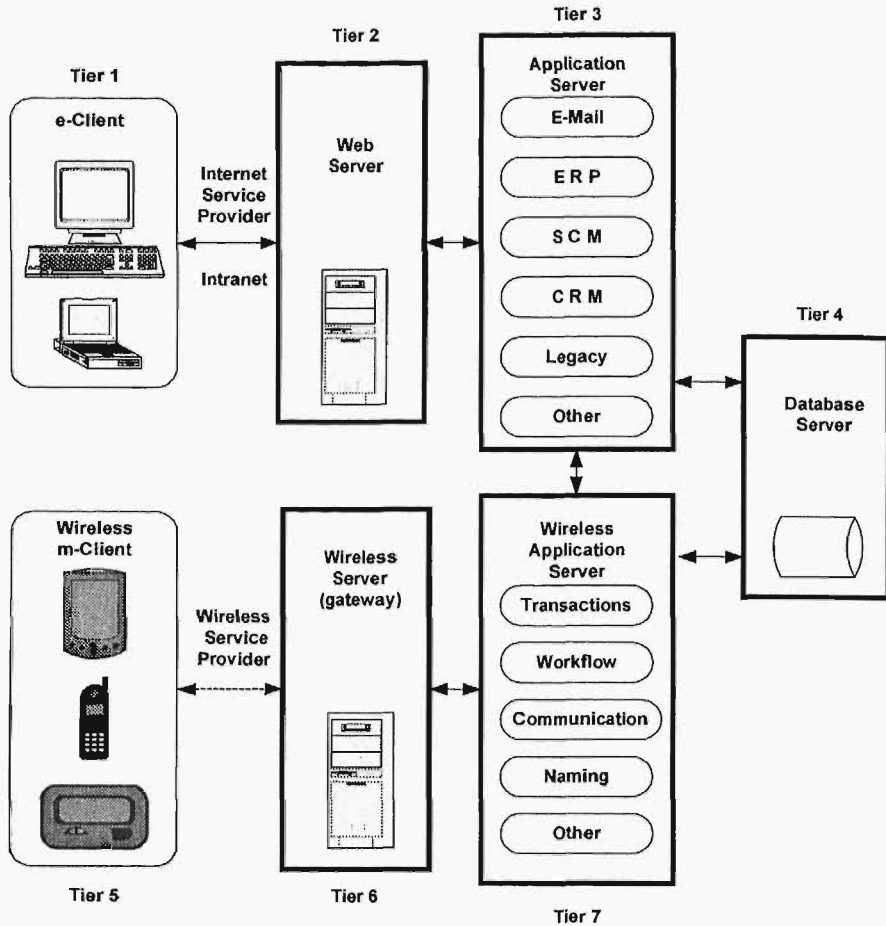 Tier 1
e-Client
Internet
Service
Provider
Intranet
Tier 2
Web
Server
Tier 3
Application
Server
E-Mail
E R P
S C M
C R M
Legacy
Other
Tier 4
Database
Server
Wireless
m-Client
Tier 5
Wireless
Service
Provider
Wireless
Server
(gateway)
Tier 6
Wireless
Application
Server
Transactions
Workflow
Communication
Naming
Other
Tier 7